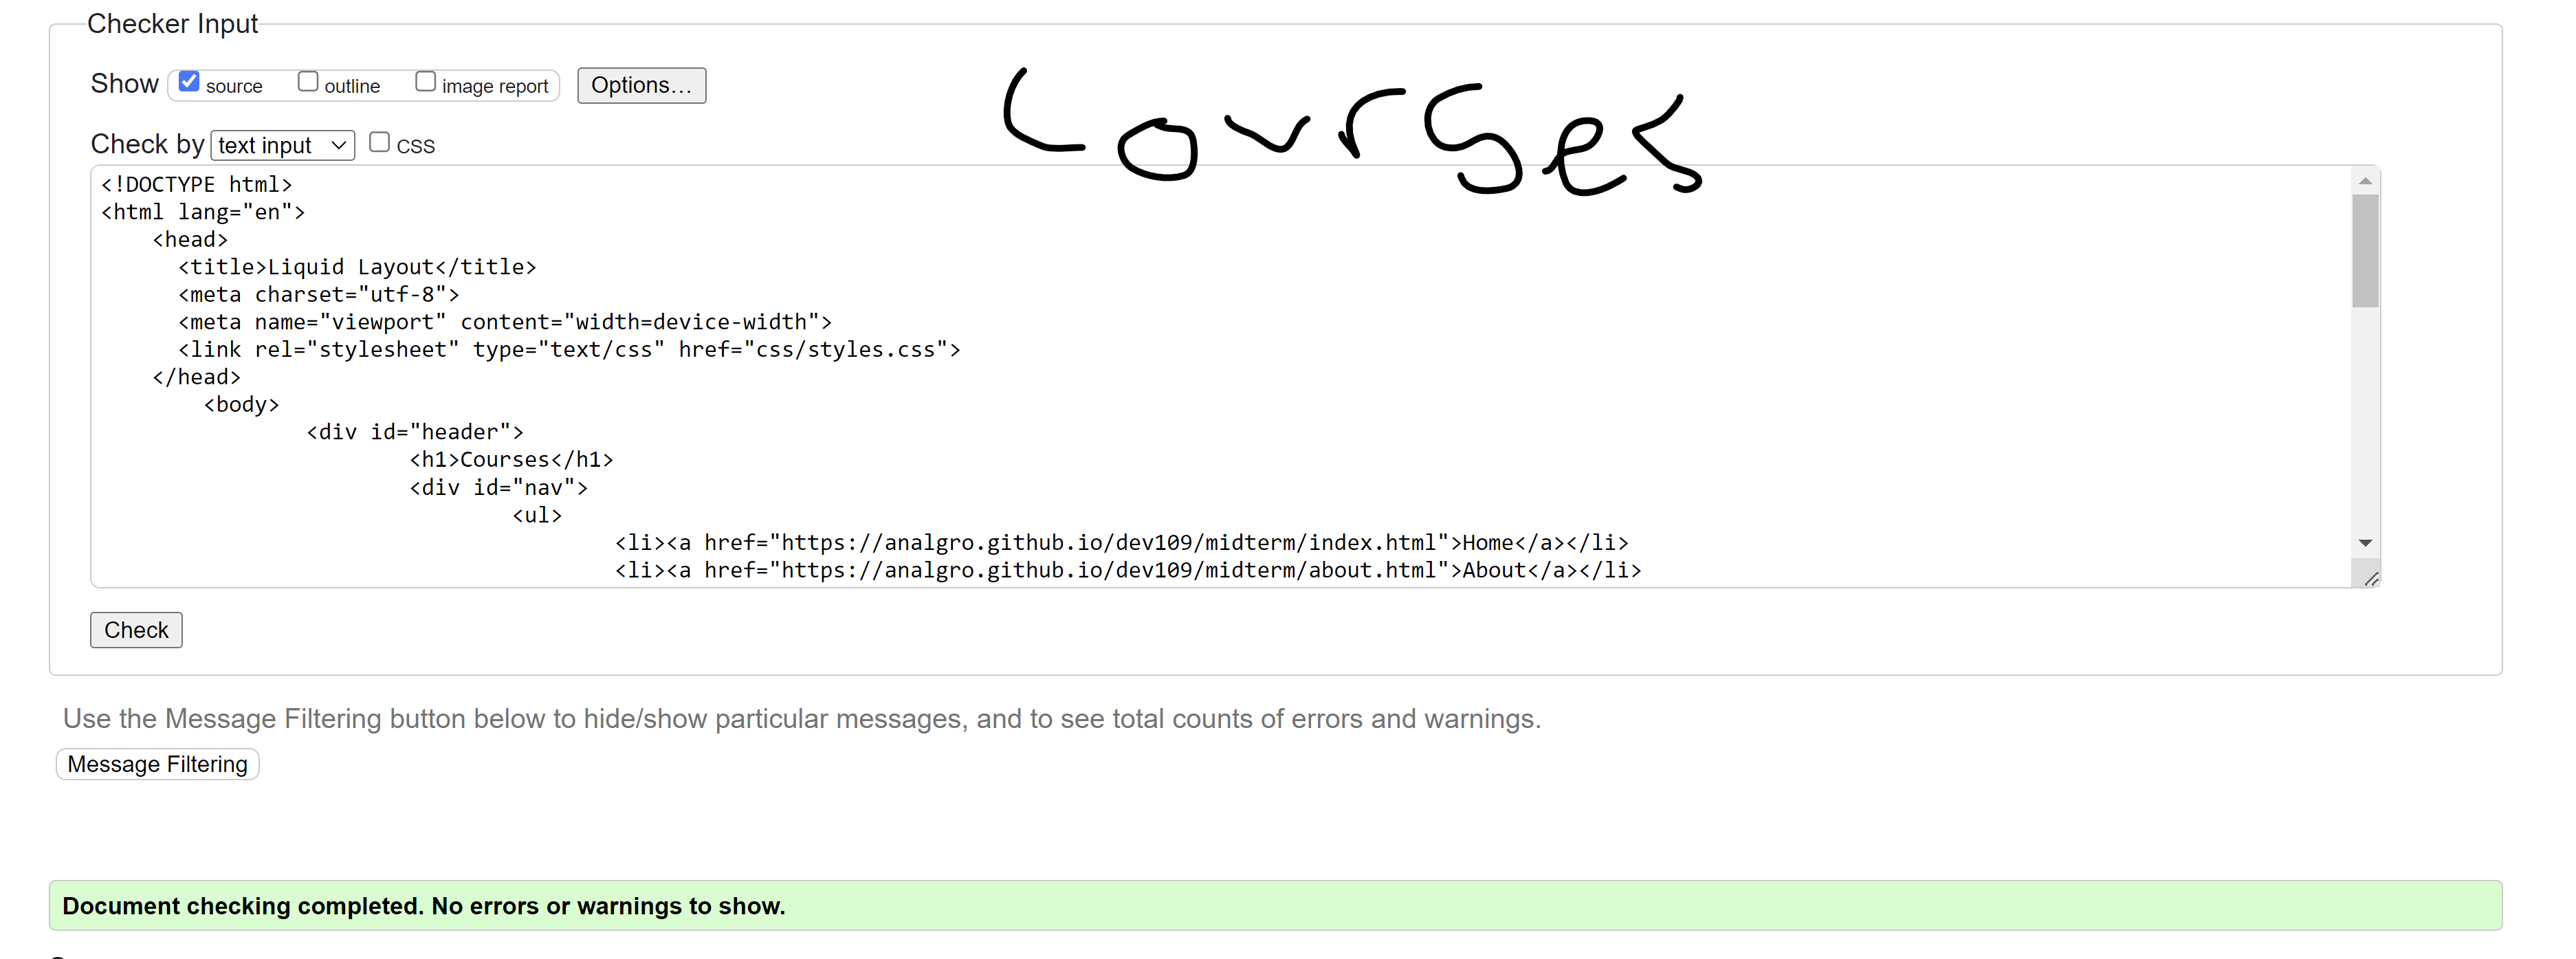 Checker Input
Show source outline image report Options...
Courses
Check by text input CSS
<!DOCTYPE html>
<html lang="en">
<head>
<title>Liquid Layout</title>
<meta charset="utf-8">
<meta name="viewport" content="width=device-width">
<link rel="stylesheet" type="text/css" href="css/styles.css">
</head>
<body>
<div id="header">
<h1>Courses</h1>
<div id="nav">
<ul>
<li><a href="https://analgro.github.io/dev109/midterm/index.html">Home</a></li>
<li><a href="https://analgro.github.io/dev109/midterm/about.html">About</a></li>
Check
Use the Message Filtering button below to hide/show particular messages, and to see total counts of errors and warnings.
Message Filtering
Document checking completed. No errors or warnings to show.